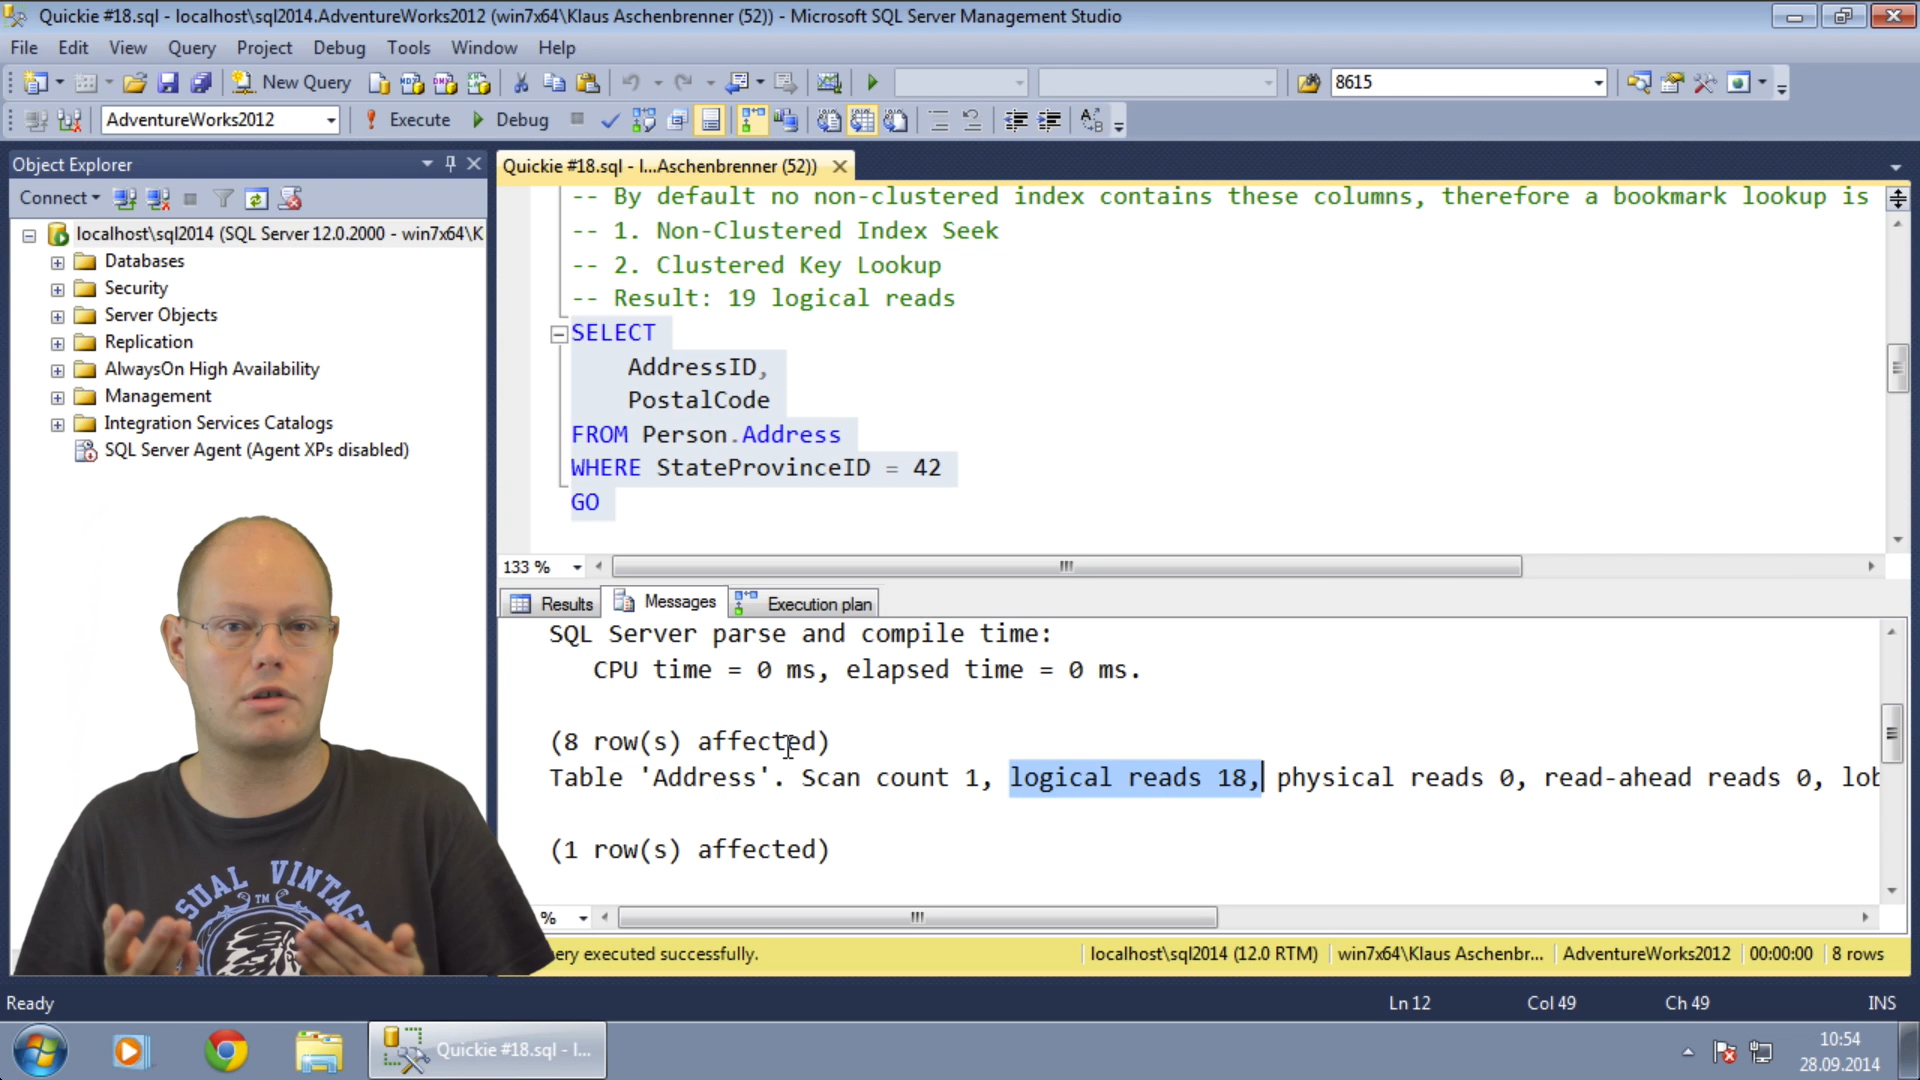 Quickie #18.sql - localhost\sql2014.AdventureWorks2012 (win7x64\Klaus Aschenbrenner (52)) - Microsoft SQL Server Management Studio
File Edit View Query Project Debug Tools Window Help
New Query 8615
AdventureWorks2012 Execute Debug
Object Explorer
Connect
localhost\sql2014 (SQL Server 12.0.2000 - win7x64\K
Databases
Security
Server Objects
Replication
AlwaysOn High Availability
Management
Integration Services Catalogs
SQL Server Agent (Agent XPs disabled)
Quickie #18.sql - l...Aschenbrenner (52))
-- By default no non-clustered index contains these columns, therefore a bookmark lookup is
-- 1. Non-Clustered Index Seek
-- 2. Clustered Key Lookup
-- Result: 19 logical reads
SELECT
AddressID,
PostalCode
FROM Person.Address
WHERE StateProvinceID = 42
GO
133 %
Results Messages Execution plan
SQL Server parse and compile time:
CPU time = 0 ms, elapsed time = 0 ms.
(8 row(s) affected)
Table 'Address'. Scan count 1, logical reads 18, physical reads 0, read-ahead reads 0, lob
(1 row(s) affected)
%
ery executed successfully. localhost\sql2014 (12.0 RTM) win7x64\Klaus Aschenbr... AdventureWorks2012 00:00:00 8 rows
SUAL VINTAGE
TM
Ready Ln 12 Col 49 Ch 49 INS
Quickie #18.sql - l...
10:54
28.09.2014